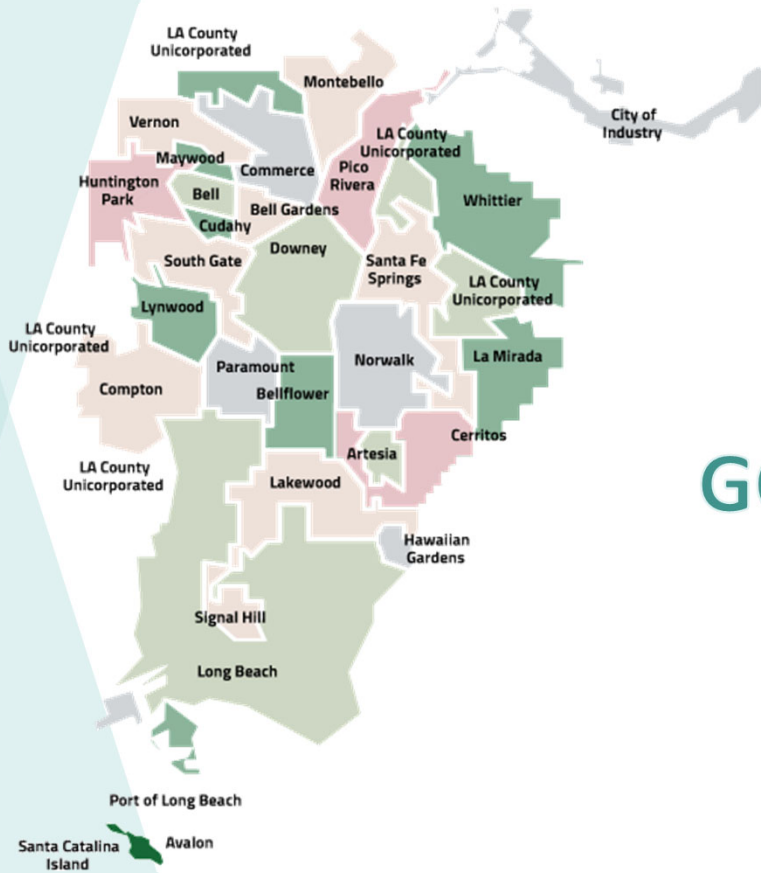 LA County
Unicorporated
Montebello
Vernon
City of
Industry
LA County
Unicorporated
Maywood
Commerce
Pico
Rivera
Huntington
Park
Bell
Whittier
Bell Gardens
Cudahy
Downey
South Gate
Santa Fe
Springs
LA County
Unicorporated
Lynwood
LA County
Unicorporated
La Mirada
Norwalk
Paramount
Compton
Bellflower
Cerritos
Artesia
LA County
Unicorporated
Lakewood
GO
Hawaiian
Gardens
Signal Hill
Long Beach
Port of Long Beach
Santa Catalina
Island
Avalon